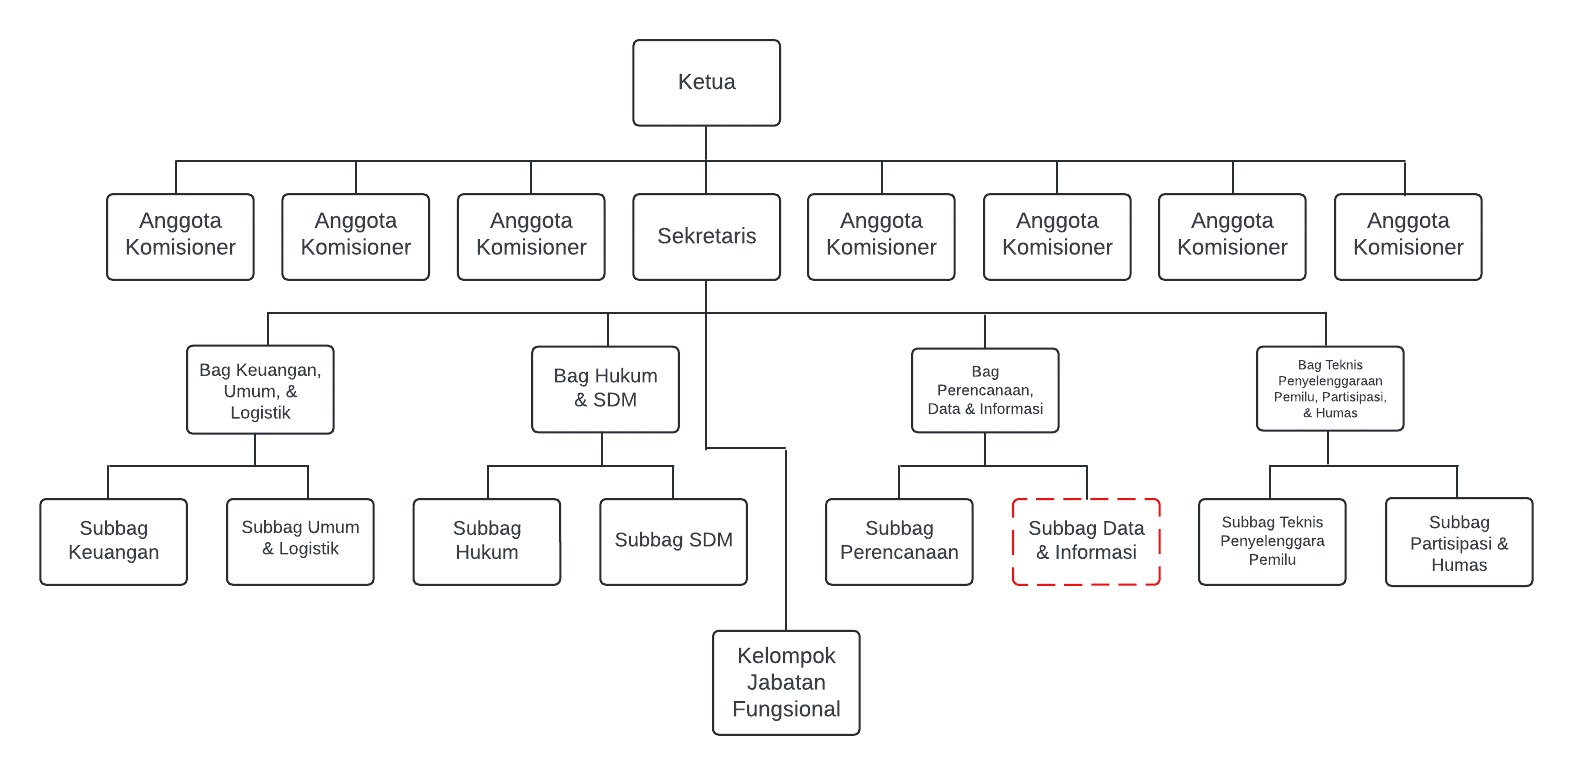 Ketua
Anggota
Komisioner
Anggota
Komisioner
Anggota
Komisioner
Sekretaris
Anggota
Komisioner
Anggota
Komisioner
Anggota
Komisioner
Anggota
Komisioner
Bag Keuangan,
Umum, &
Logistik
Bag Hukum
& SDM
Bag
Perencanaan,
Data & Informasi
Bag Teknis
Penyelenggaraan
Pemilu, Partisipasi,
& Humas
Subbag
Keuangan
Subbag Umum
& Logistik
Subbag
Hukum
Subbag SDM
Subbag
Perencanaan
Subbag Data
& Informasi
Subbag Teknis
Penyelenggara
Pemilu
Subbag
Partisipasi &
Humas
Kelompok
Jabatan
Fungsional